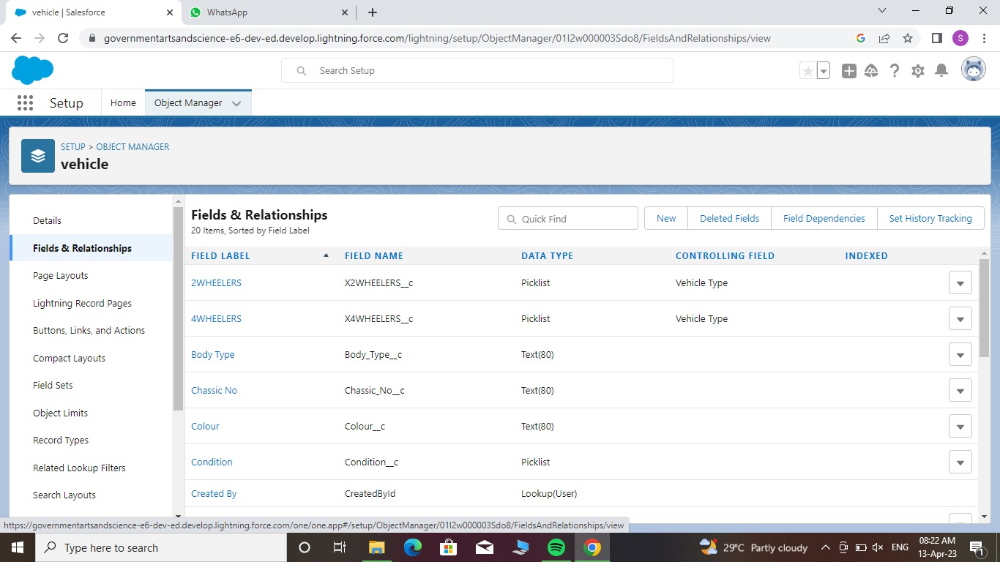 vehicle | Salesforce
WhatsApp
governmentartsandscience-e6-dev-ed.develop.lightning.force.com/lightning/setup/ObjectManager/01I2w000003Sdo8/FieldsAndRelationships/view
S
Search Setup
Setup
Home
Object Manager
SETUP > OBJECT MANAGER
vehicle
Details
Fields & Relationships
Page Layouts
Lightning Record Pages
Buttons, Links, and Actions
Compact Layouts
Field Sets
Object Limits
Record Types
Related Lookup Filters
Search Layouts
Fields & Relationships
20 Items, Sorted by Field Label
Quick Find
New
Deleted Fields
Field Dependencies
Set History Tracking
FIELD LABEL FIELD NAME DATA TYPE CONTROLLING FIELD INDEXED
2WHEELERS X2WHEELERS__c Picklist Vehicle Type
4WHEELERS X4WHEELERS__c Picklist Vehicle Type
Body Type Body_Type__c Text(80)
Chassic No Chassic_No__c Text(80)
Colour Colour__c Text(80)
Condition Condition__c Picklist
Created By CreatedById Lookup(User)
https://governmentartsandscience-e6-dev-ed.develop.lightning.force.com/one/one.app#/setup/ObjectManager/01I2w000003Sdo8/FieldsAndRelationships/view
Type here to search
29°C Partly cloudy
ENG
08:22 AM
13-Apr-23
1